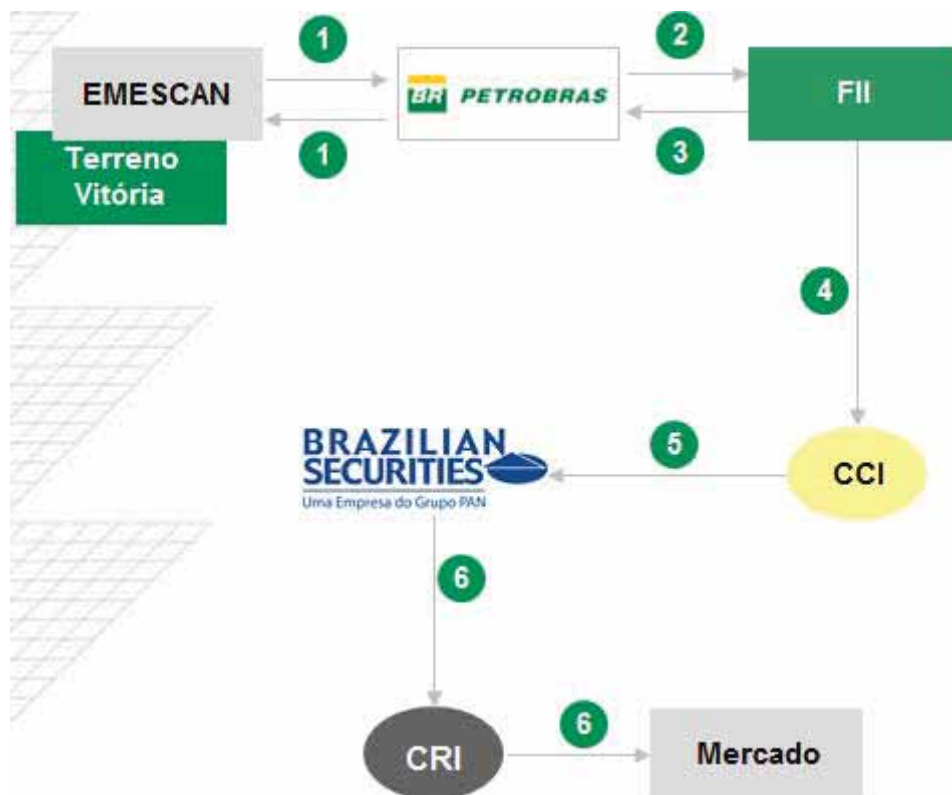 1
2
EMESCAN
BR PETROBRAS
FII
1
3
Terreno
Vitória
4
BRAZILIAN
SECURITIES
Uma Empresa do Grupo PAN
5
CCI
6
CRI
6
Mercado